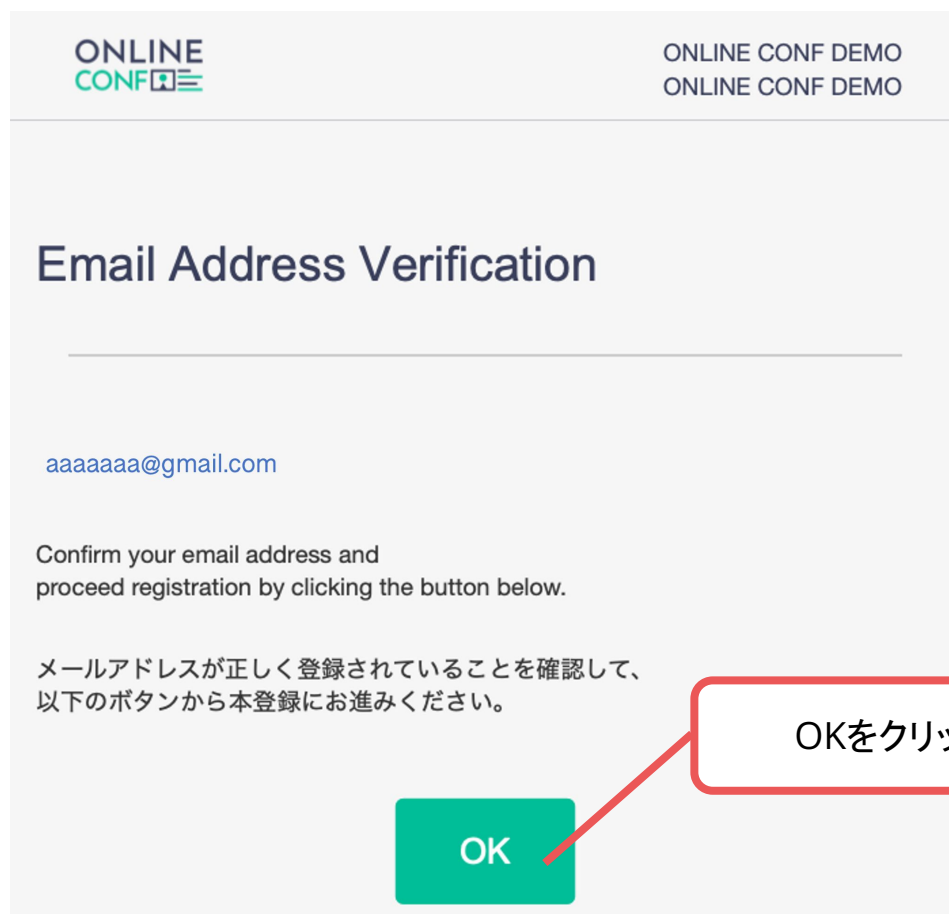 ONLINE
CONF
ONLINE CONF DEMO
ONLINE CONF DEMO
Email Address Verification
aaaaaaa@gmail.com
Confirm your email address and
proceed registration by clicking the button below.
メールアドレスが正しく登録されていることを確認して、
以下のボタンから本登録にお進みください。
OKをクリッ
OK